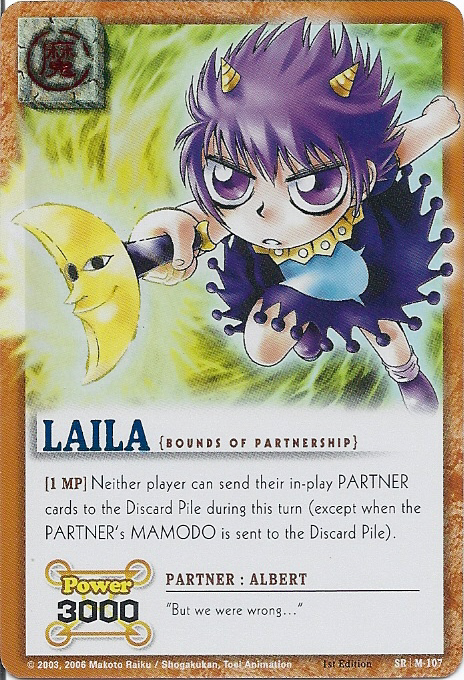 魔
LAILA {BOUNDS OF PARTNERSHIP}
[1 MP] Neither player can send their in-play PARTNER
cards to the Discard Pile during this turn (except when the
PARTNER's MAMODO is sent to the Discard Pile).
Power
3000
PARTNER : ALBERT
"But we were wrong..."
© 2003, 2006 Makoto Raiku / Shogakukan, Toei Animation
1st Edition
SR | M-107